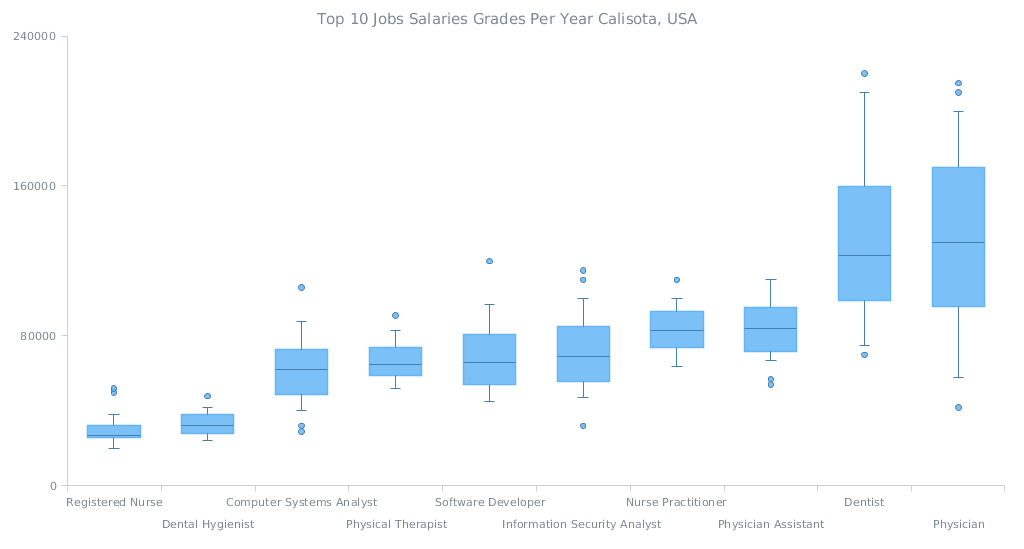 Top 10 Jobs Salaries Grades Per Year Calisota, USA
240000
160000
80000
0
Registered Nurse
Computer Systems Analyst
Software Developer
Nurse Practitioner
Dentist
Dental Hygienist
Physical Therapist
Information Security Analyst
Physician Assistant
Physician